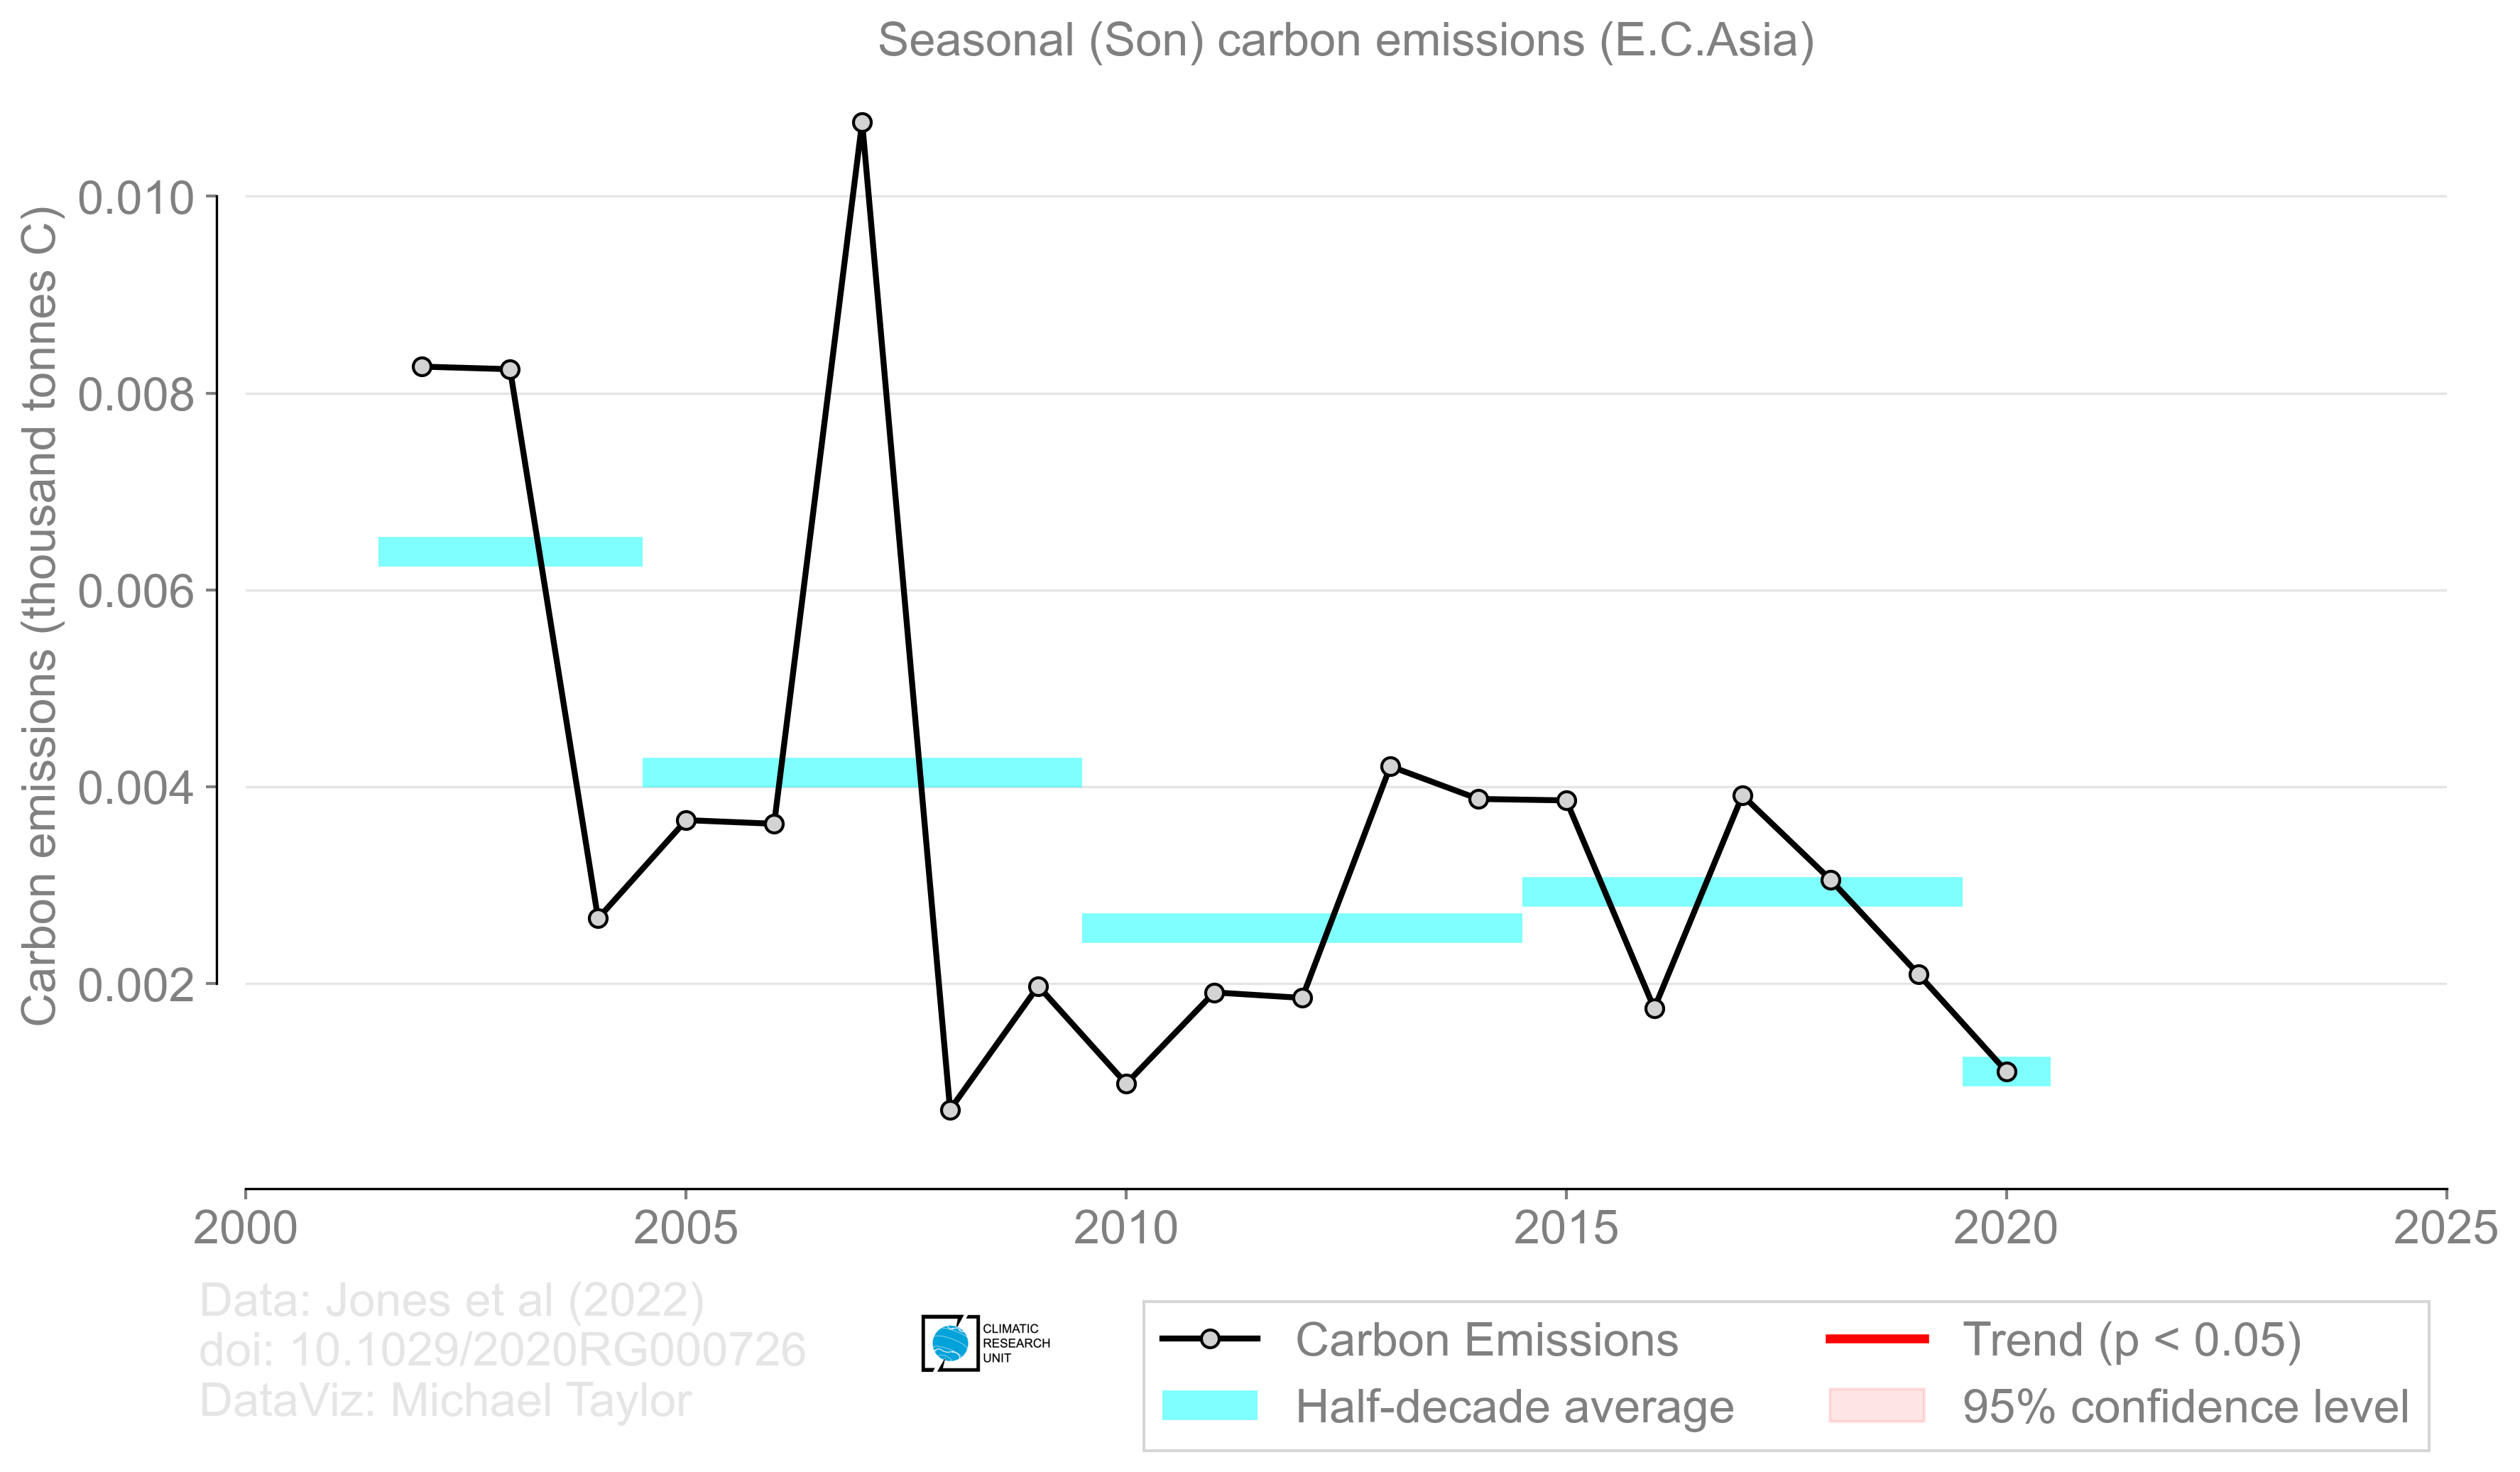 Seasonal (Son) carbon emissions (E.C.Asia)
Carbon emissions (thousand tonnes C)
0.010
0.008
0.006
0.004
0.002
2000
2005
2010
2015
2020
2025
Data: Jones et al (2022)
doi: 10.1029/2020RG000726
DataViz: Michael Taylor
CLIMATIC
RESEARCH
UNIT
Carbon Emissions
Half-decade average
Trend (p < 0.05)
95% confidence level